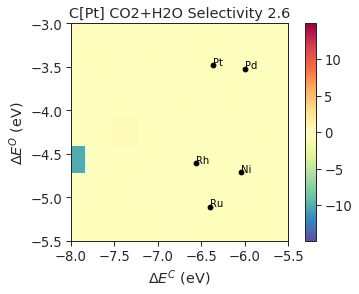 C[Pt] CO2+H2O Selectivity 2.6
−3.0
−3.5
−4.0
−4.5
−5.0
−5.5
ΔE^O (eV)
Pt
Pd
Rh
Ni
Ru
−8.0 −7.5 −7.0 −6.5 −6.0 −5.5
ΔE^C (eV)
10
5
0
−5
−10